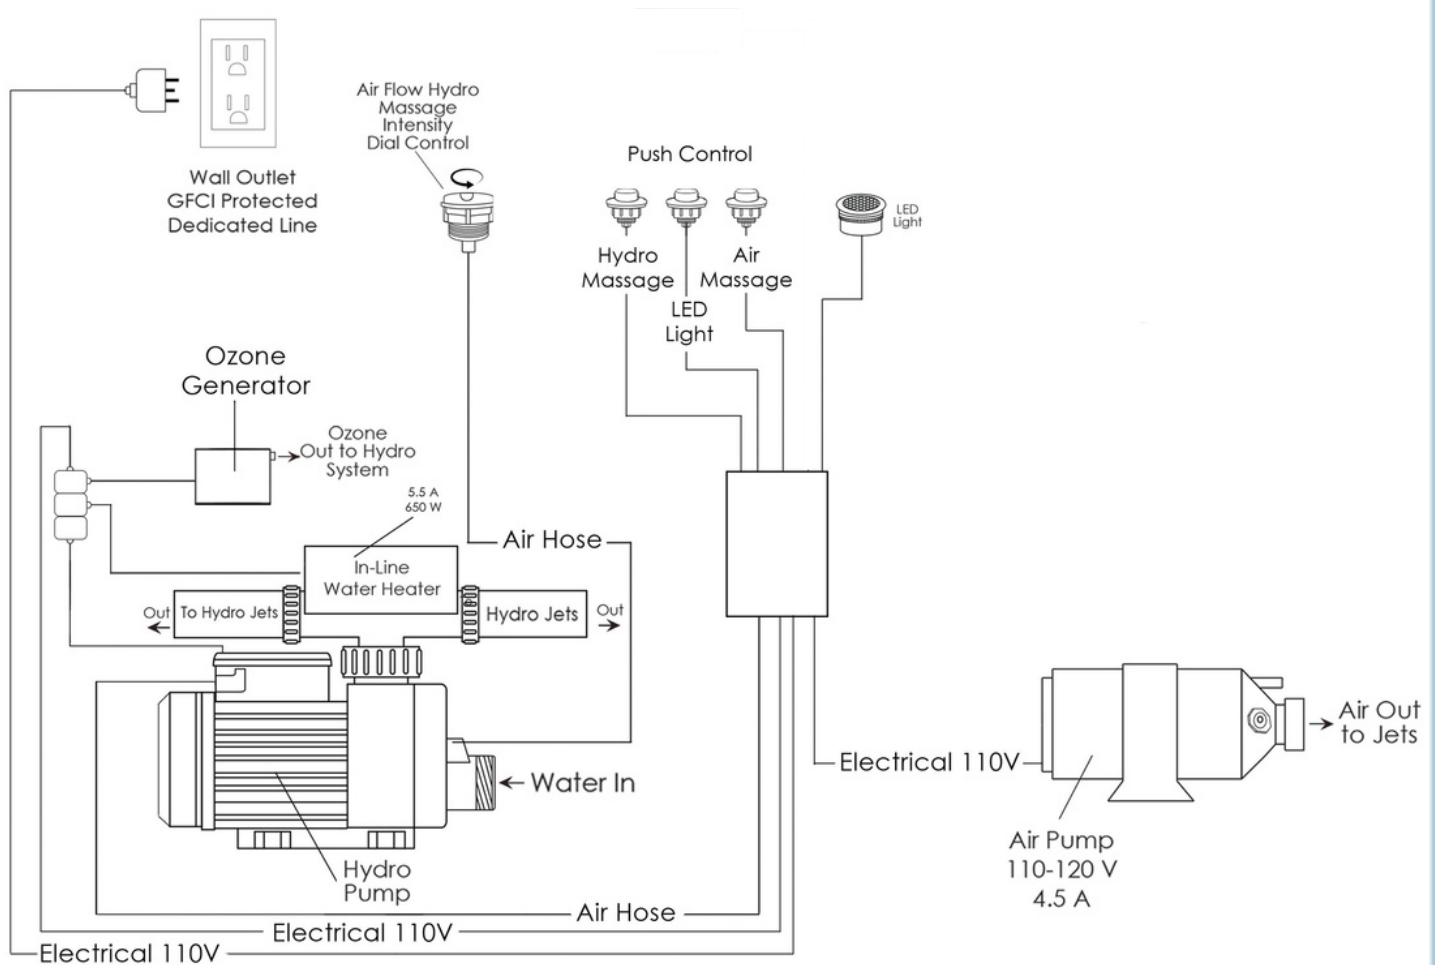 Air Flow Hydro
Massage
Intensity
Dial Control
Push Control
Wall Outlet
GFCI Protected
Dedicated Line
LED
Light
Hydro
Massage
Air
Massage
LED
Light
Ozone
Generator
Ozone
Out to Hydro
System
5.5 A
650 W
Air Hose
In-Line
Water Heater
Out
To Hydro Jets
Hydro Jets
Out
Air Out
to Jets
Electrical 110V
Water In
Air Pump
110-120 V
4.5 A
Hydro
Pump
Air Hose
Electrical 110V
Electrical 110V